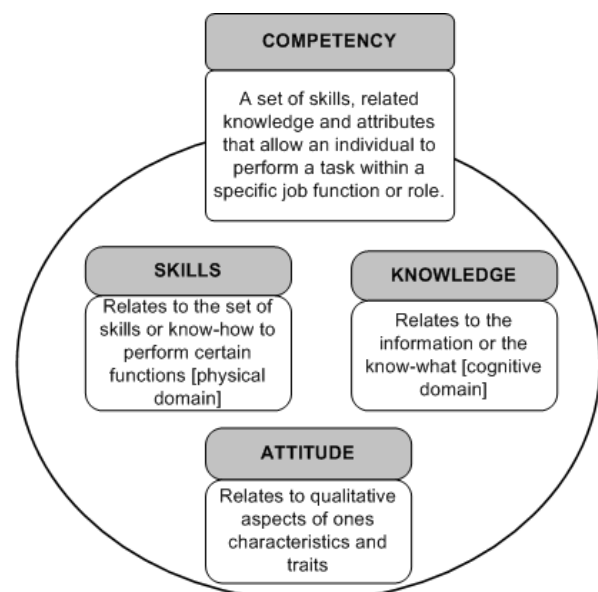 COMPETENCY
A set of skills, related
knowledge and attributes
that allow an individual to
perform a task within a
specific job function or role.
SKILLS
Relates to the set of
skills or know-how to
perform certain
functions [physical
domain]
KNOWLEDGE
Relates to the
information or the
know-what [cognitive
domain]
ATTITUDE
Relates to qualitative
aspects of ones
characteristics and
traits